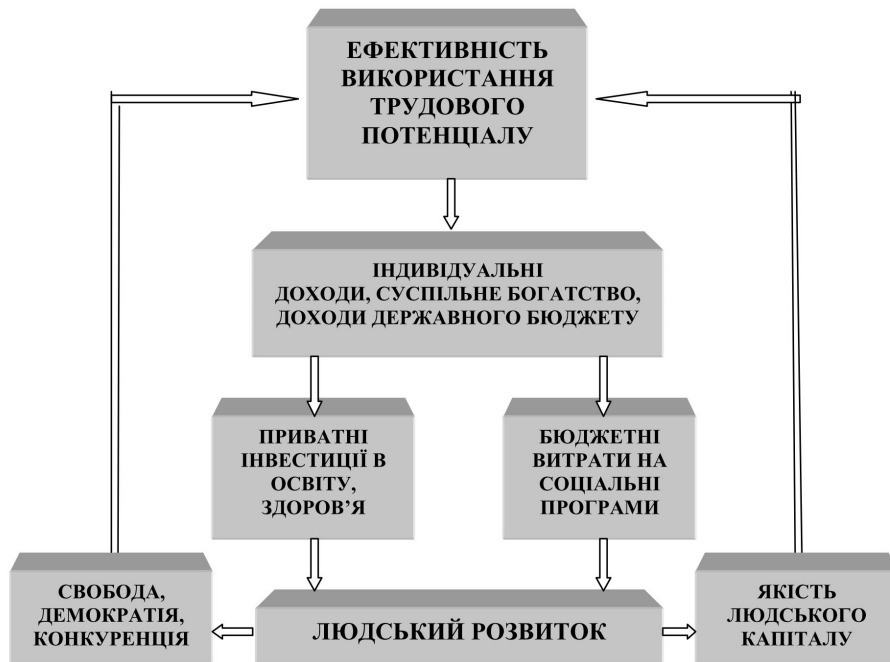 ЕФЕКТИВНІСТЬ
ВИКОРИСТАННЯ
ТРУДОВОГО
ПОТЕНЦІАЛУ
ІНДИВІДУАЛЬНІ
ДОХОДИ, СУСПІЛЬНЕ БОГАТСТВО,
ДОХОДИ ДЕРЖАВНОГО БЮДЖЕТУ
ПРИВАТНІ
ІНВЕСТИЦІЇ В
ОСВІТУ,
ЗДОРОВ’Я
БЮДЖЕТНІ
ВИТРАТИ НА
СОЦІАЛЬНІ
ПРОГРАМИ
СВОБОДА,
ДЕМОКРАТІЯ,
КОНКУРЕНЦІЯ
ЛЮДСЬКИЙ РОЗВИТОК
ЯКІСТЬ
ЛЮДСЬКОГО
КАПІТАЛУ